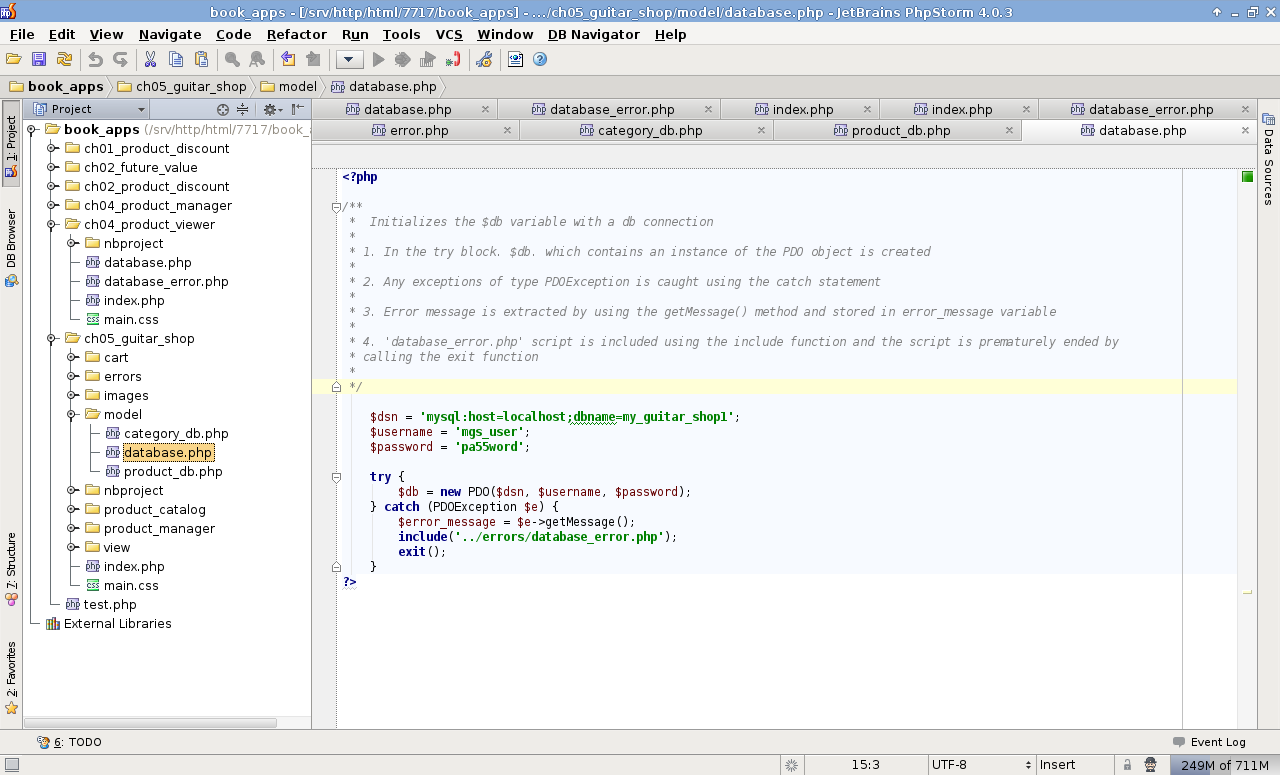 book_apps - [/srv/http/html/7717/book_apps] - .../ch05_guitar_shop/model/database.php - JetBrains PhpStorm 4.0.3
File Edit View Navigate Code Refactor Run Tools VCS Window DB Navigator Help
book_apps ch05_guitar_shop model database.php
Project
database.php database_error.php index.php index.php database_error.php
error.php category_db.php product_db.php database.php
1: Project
DB Browser
7: Structure
2: Favorites
book_apps (/srv/http/html/7717/book_
ch01_product_discount
ch02_future_value
ch02_product_discount
ch04_product_manager
ch04_product_viewer
nbproject
database.php
database_error.php
index.php
main.css
ch05_guitar_shop
cart
errors
images
model
category_db.php
database.php
product_db.php
nbproject
product_catalog
product_manager
view
index.php
main.css
test.php
External Libraries
<?php
/**
 *  Initializes the $db variable with a db connection
 *
 * 1. In the try block. $db. which contains an instance of the PDO object is created
 *
 * 2. Any exceptions of type PDOException is caught using the catch statement
 *
 * 3. Error message is extracted by using the getMessage() method and stored in error_message variable
 *
 * 4. 'database_error.php' script is included using the include function and the script is prematurely ended by
 * calling the exit function
 *
 */
    $dsn = 'mysql:host=localhost;dbname=my_guitar_shop1';
    $username = 'mgs_user';
    $password = 'pa55word';
    try {
        $db = new PDO($dsn, $username, $password);
    } catch (PDOException $e) {
        $error_message = $e->getMessage();
        include('../errors/database_error.php');
        exit();
    }
?>
Data Sources
6: TODO
Event Log
15:3 UTF-8 Insert 249M of 711M